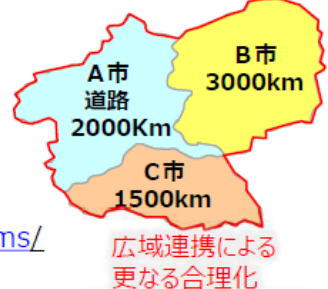 A市
道路
2000Km
B市
3000km
C市
1500km
ms/
広域連携による
更なる合理化